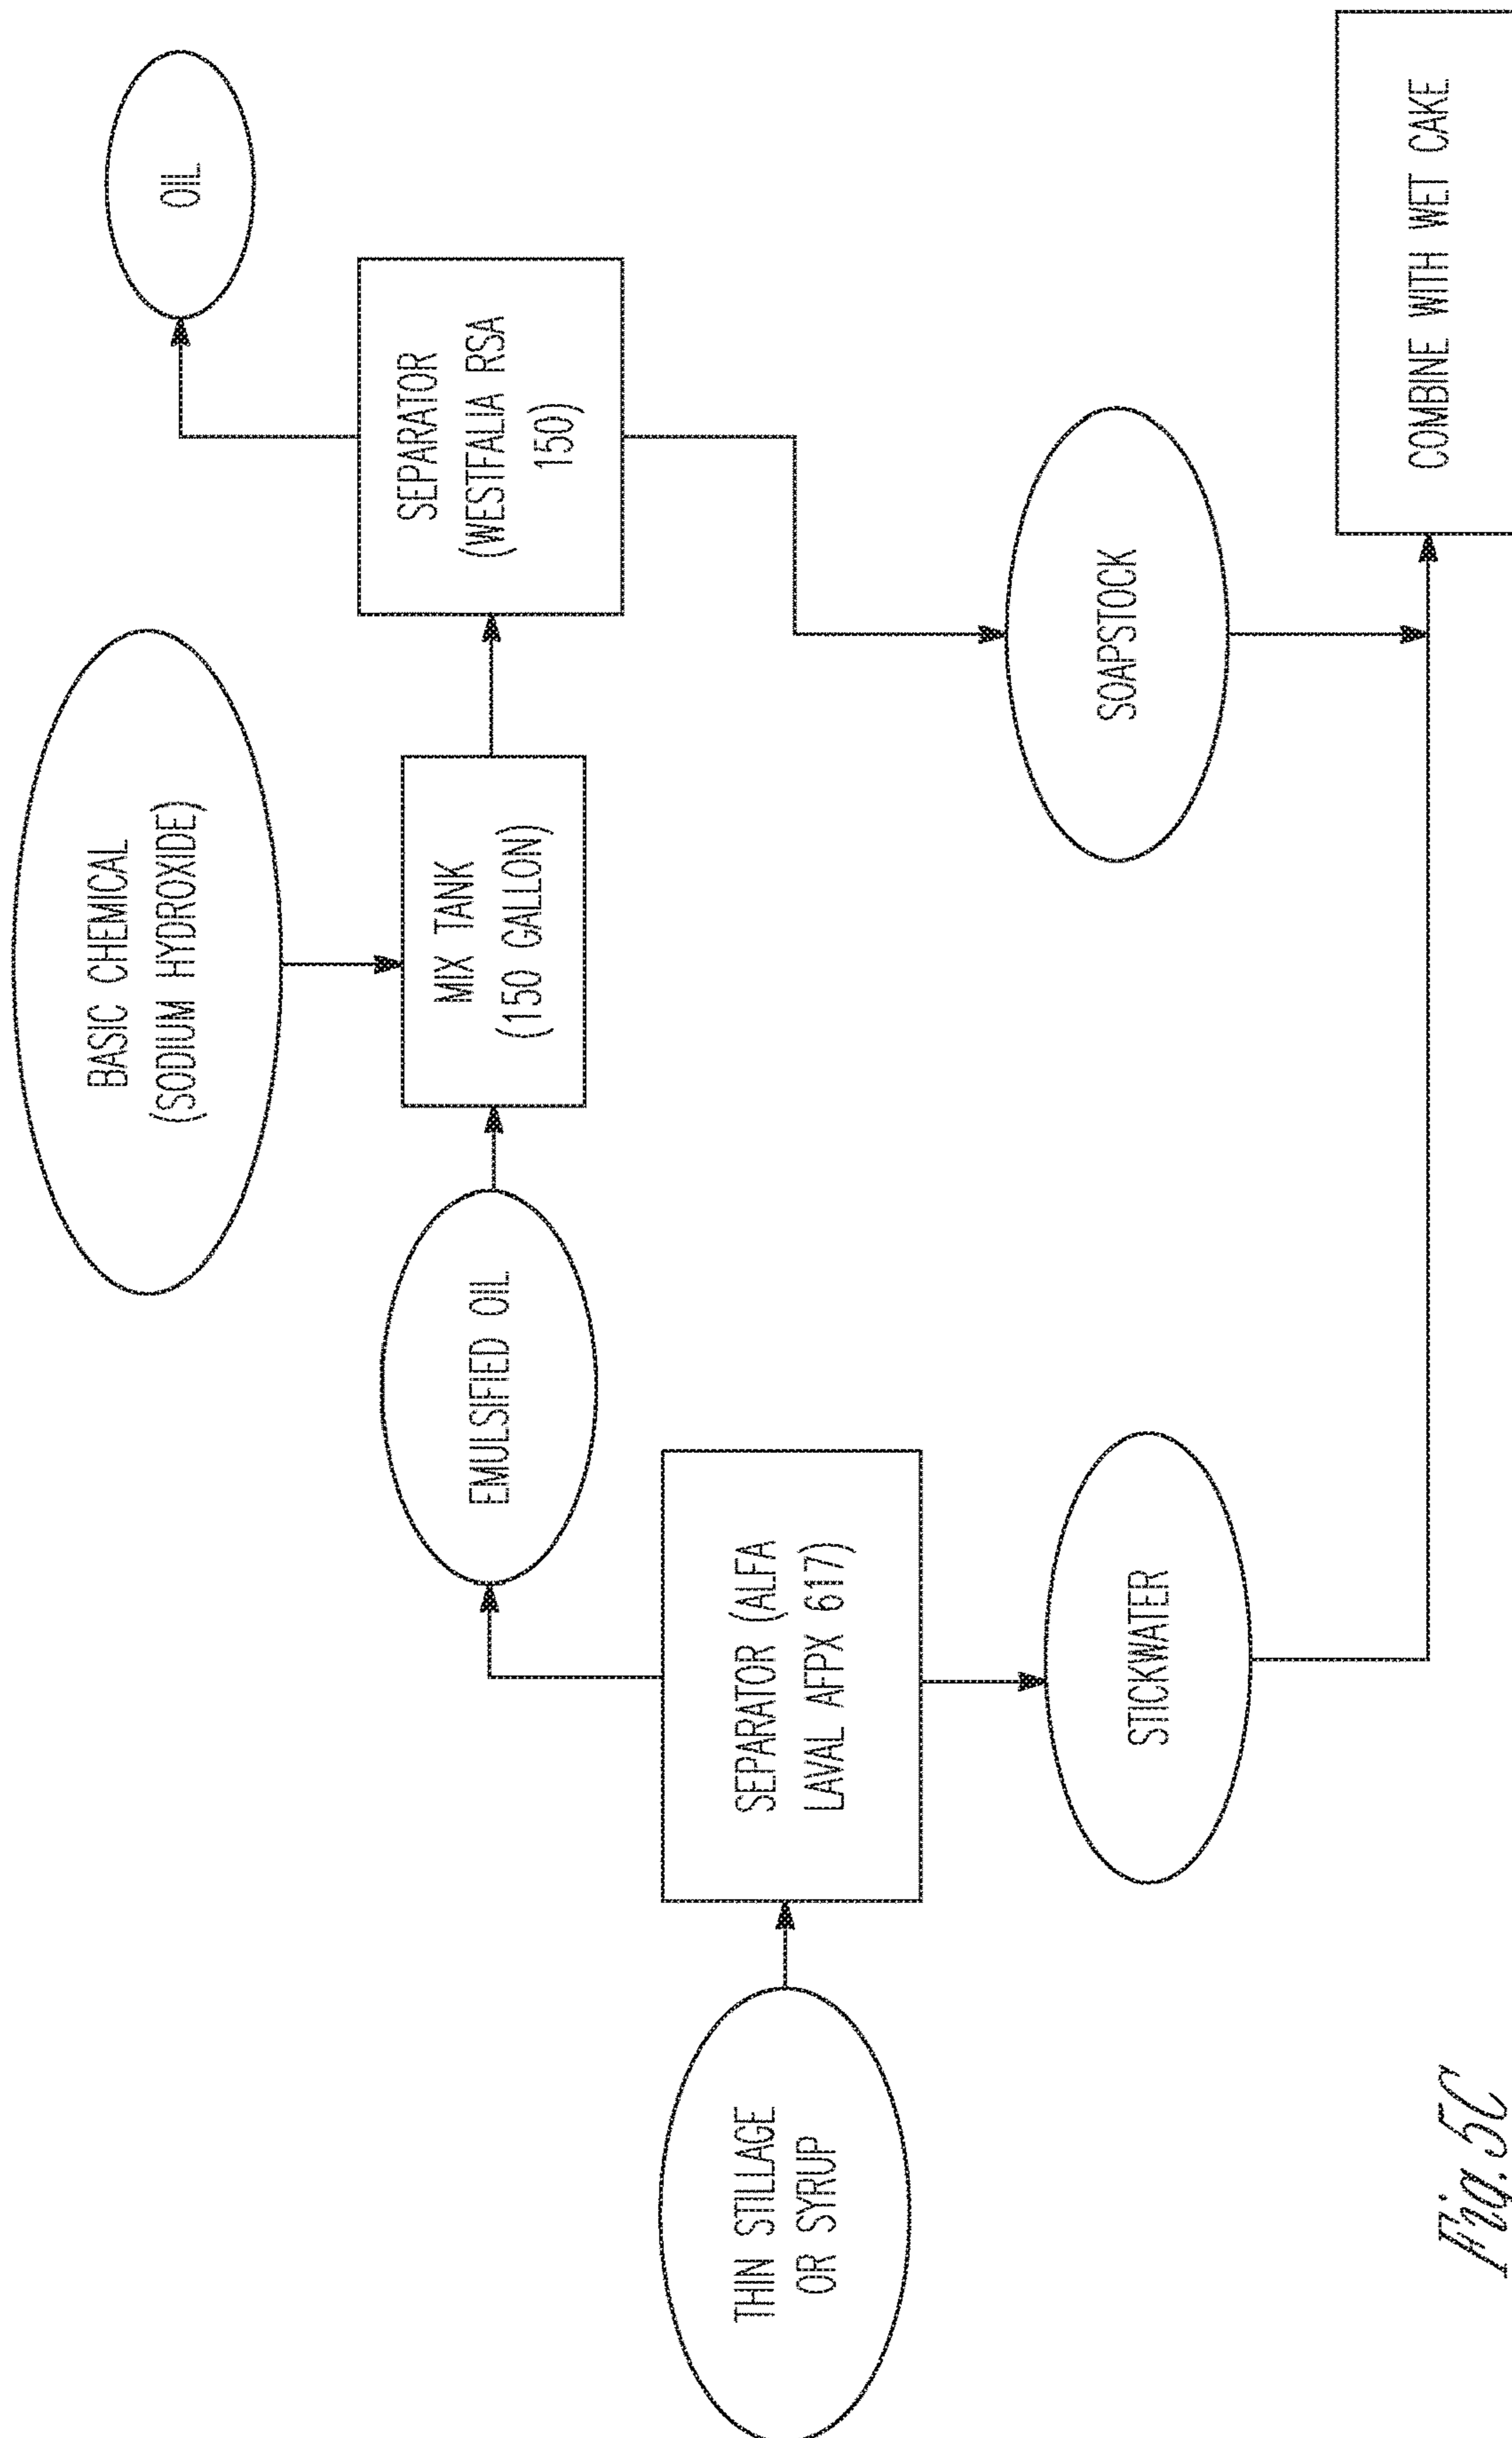 BASIC CHEMICAL
(SODIUM HYDROXIDE)
OIL
EMULSIFIED OIL
MIX TANK
(150 GALLON)
SEPARATOR
(WESTFALIA RSA
150)
THIN STILLAGE
OR SYRUP
SEPARATOR (ALFA
LAVAL AFPX 617)
STICKWATER
SOAPSTOCK
COMBINE WITH WET CAKE
Fig. 5C